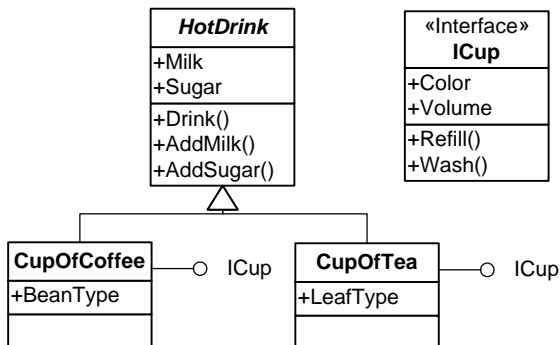 HotDrink
+Milk
+Sugar
+Drink()
+AddMilk()
+AddSugar()
«Interface»
ICup
+Color
+Volume
+Refill()
+Wash()
CupOfCoffee
+BeanType
ICup
CupOfTea
+LeafType
ICup